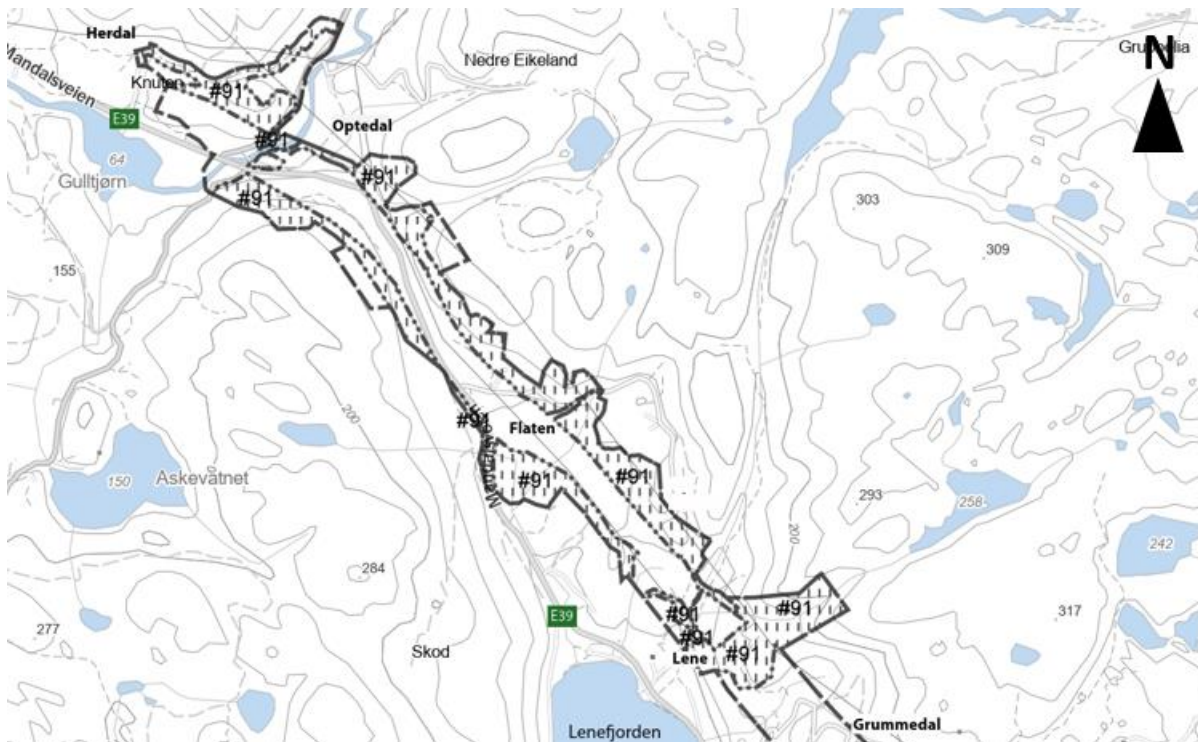 Herdal
Nedre Eikeland
N
Mandalsveien
Knuten
#91
E39
#91
Optedal
64
Gulltjørn
#91
#91
303
309
155
200
#91
Flaten
150
Askevatnet
#91
#91
293
258
200
242
284
#91
#91
317
277
E39
#91
#91
Skod
Lene
Lenefjorden
Grummedal